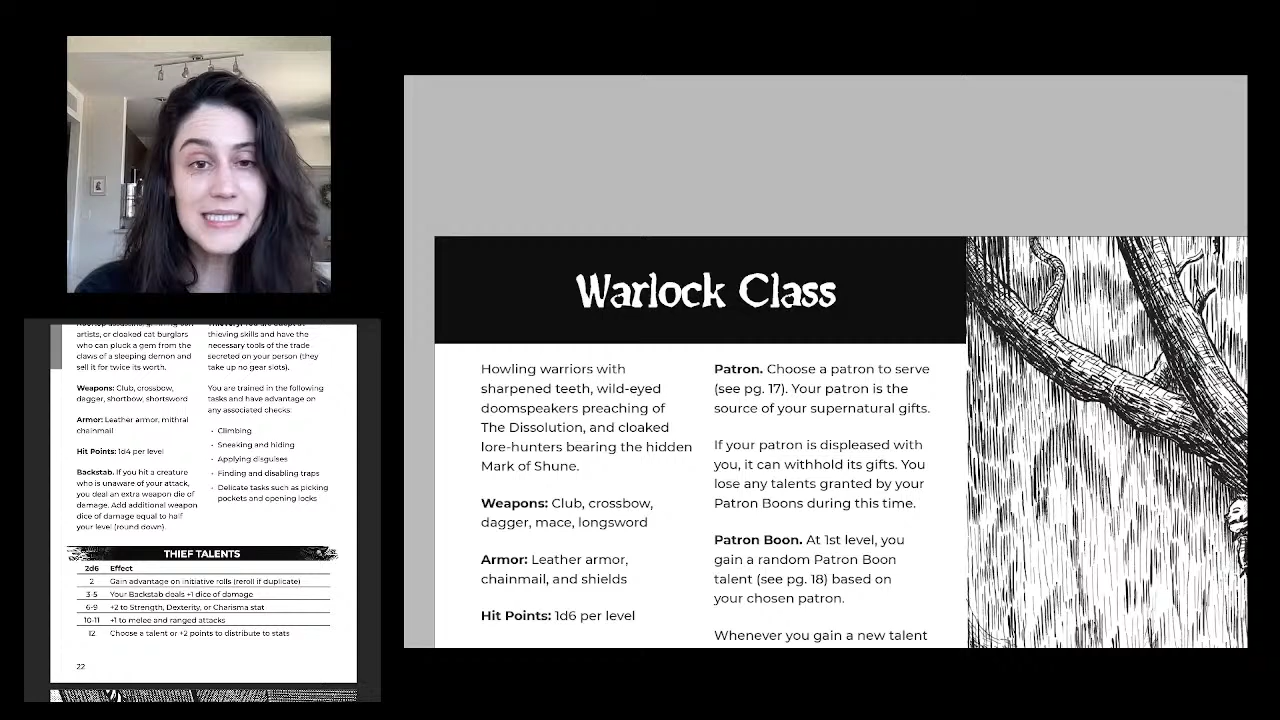 artists, or cloaked cat burglars
who can pluck a gem from the
claws of a sleeping demon and
sell it for twice its worth.
Weapons: Club, crossbow,
dagger, shortbow, shortsword
Armor: Leather armor, mithral
chainmail
Hit Points: 1d4 per level
Backstab. If you hit a creature
who is unaware of your attack,
you deal an extra weapon die of
damage. Add additional weapon
dice of damage equal to half
your level (round down).
thieving skills and have the
necessary tools of the trade
secreted on your person (they
take up no gear slots).
You are trained in the following
tasks and have advantage on
any associated checks:
• Climbing
• Sneaking and hiding
• Applying disguises
• Finding and disabling traps
• Delicate tasks such as picking
pockets and opening locks
THIEF TALENTS
2d6 Effect
2 Gain advantage on initiative rolls (reroll if duplicate)
3-5 Your Backstab deals +1 dice of damage
6-9 +2 to Strength, Dexterity, or Charisma stat
10-11 +1 to melee and ranged attacks
12 Choose a talent or +2 points to distribute to stats
22
Warlock Class
Howling warriors with
sharpened teeth, wild-eyed
doomspeakers preaching of
The Dissolution, and cloaked
lore-hunters bearing the hidden
Mark of Shune.
Weapons: Club, crossbow,
dagger, mace, longsword
Armor: Leather armor,
chainmail, and shields
Hit Points: 1d6 per level
Patron. Choose a patron to serve
(see pg. 17). Your patron is the
source of your supernatural gifts.
If your patron is displeased with
you, it can withhold its gifts. You
lose any talents granted by your
Patron Boons during this time.
Patron Boon. At 1st level, you
gain a random Patron Boon
talent (see pg. 18) based on
your chosen patron.
Whenever you gain a new talent